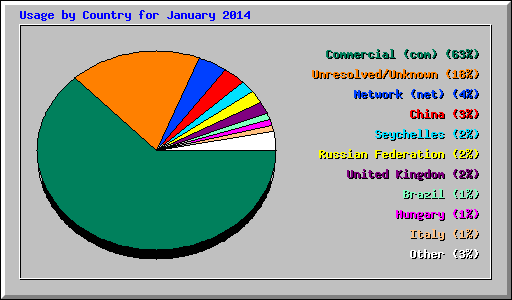 Usage by Country for January 2014
Commercial (com) (63%)
Unresolved/Unknown (18%)
Network (net) (4%)
China (3%)
Seychelles (2%)
Russian Federation (2%)
United Kingdom (2%)
Brazil (1%)
Hungary (1%)
Italy (1%)
Other (3%)